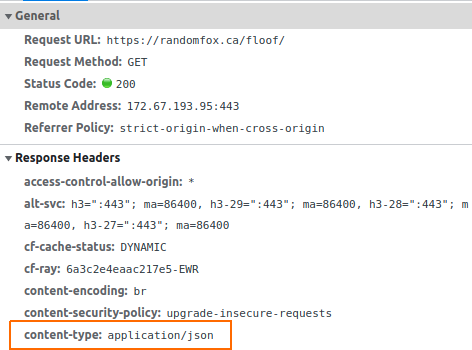 General
Request URL: https://randomfox.ca/floof/
Request Method: GET
Status Code: 200
Remote Address: 172.67.193.95:443
Referrer Policy: strict-origin-when-cross-origin
Response Headers
access-control-allow-origin: *
alt-svc: h3=":443"; ma=86400, h3-29=":443"; ma=86400, h3-28=":443"; m
a=86400, h3-27=":443"; ma=86400
cf-cache-status: DYNAMIC
cf-ray: 6a3c2e4eaac217e5-EWR
content-encoding: br
content-security-policy: upgrade-insecure-requests
content-type: application/json